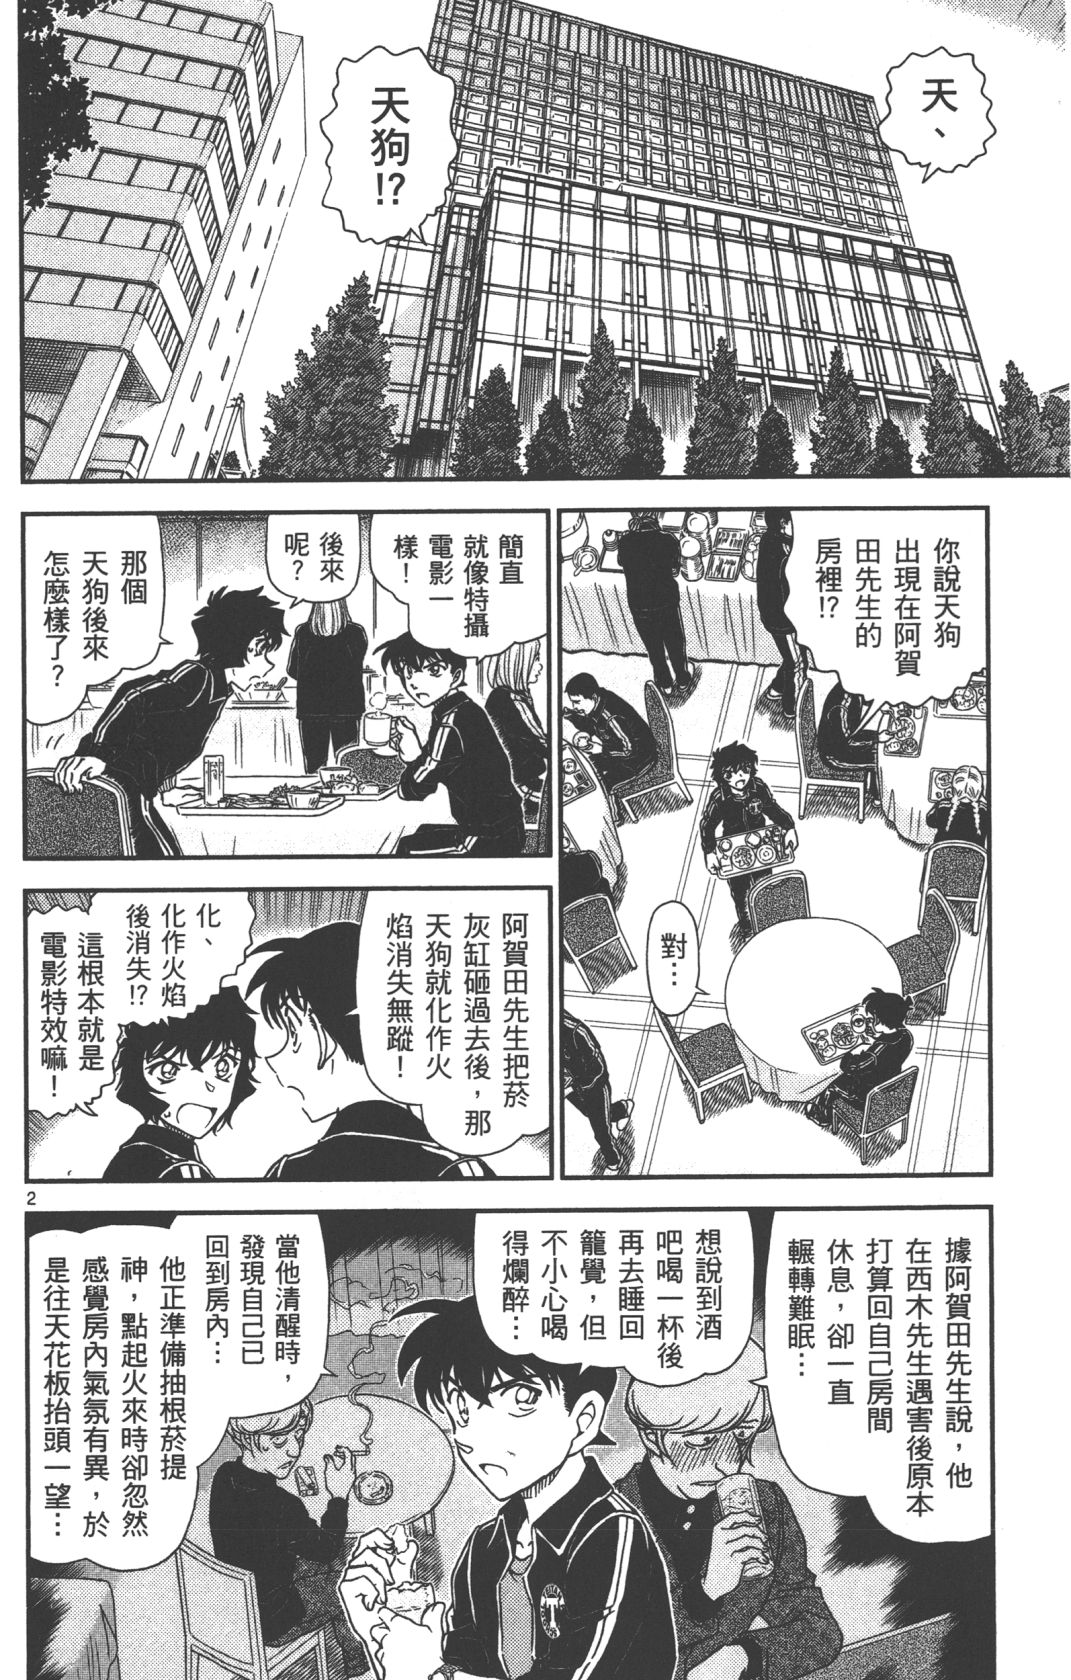 天、
天狗!?
你說天狗
出現在阿賀
田先生的
房裡!?
對…
簡直
就像特攝
電影一
樣！
後來
呢？
那個
天狗後來
怎麼樣了？
阿賀田先生把菸
灰缸砸過去後，那
天狗就化作火
焰消失無蹤！
化、
化作火焰
後消失!?
這根本就是
電影特效嘛！
2
據阿賀田先生說，他
在西木先生遇害後原本
打算回自己房間
休息，卻一直
輾轉難眠…
想說到酒
吧喝一杯後
再去睡回
籠覺，但
不小心喝
得爛醉…
當他清醒時，
發現自己已
回到房內…
他正準備抽根菸提
神，點起火來時卻忽然
感覺房內氣氛有異，於
是往天花板抬頭一望…